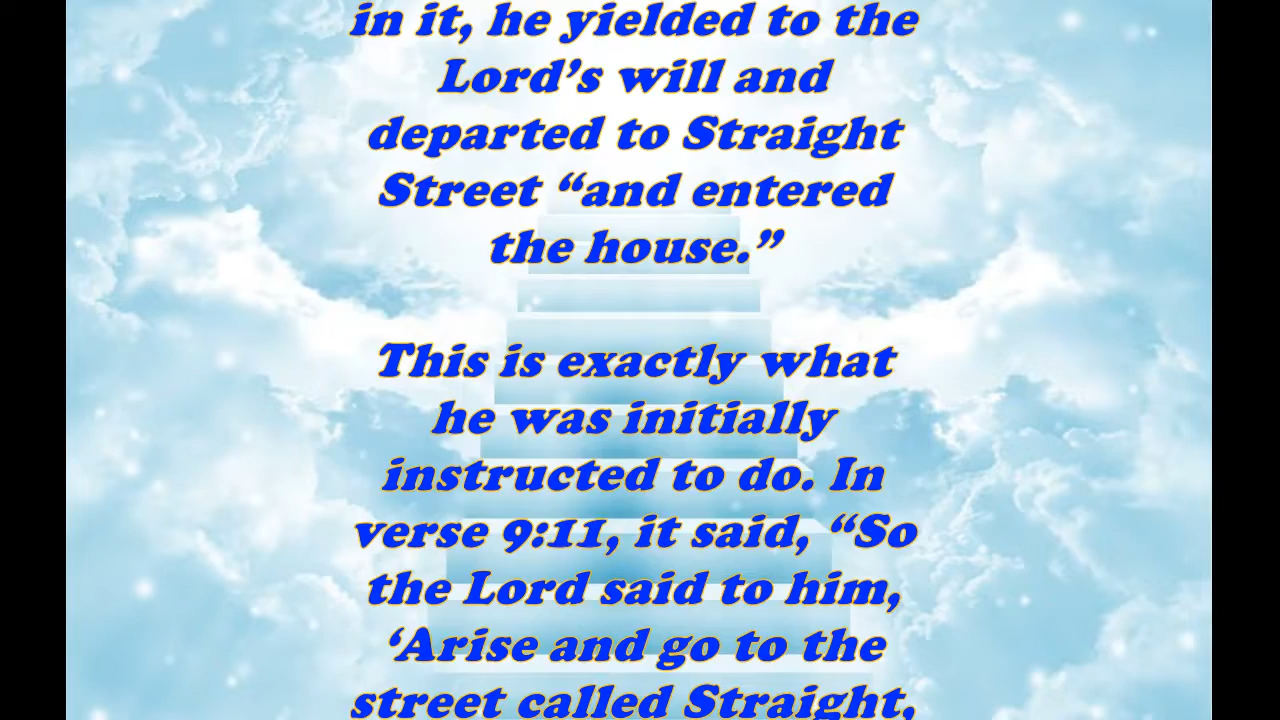 in it, he yielded to the
Lord’s will and
departed to Straight
Street “and entered
the house.”
This is exactly what
he was initially
instructed to do. In
verse 9:11, it said, “So
the Lord said to him,
‘Arise and go to the
street called Straight,